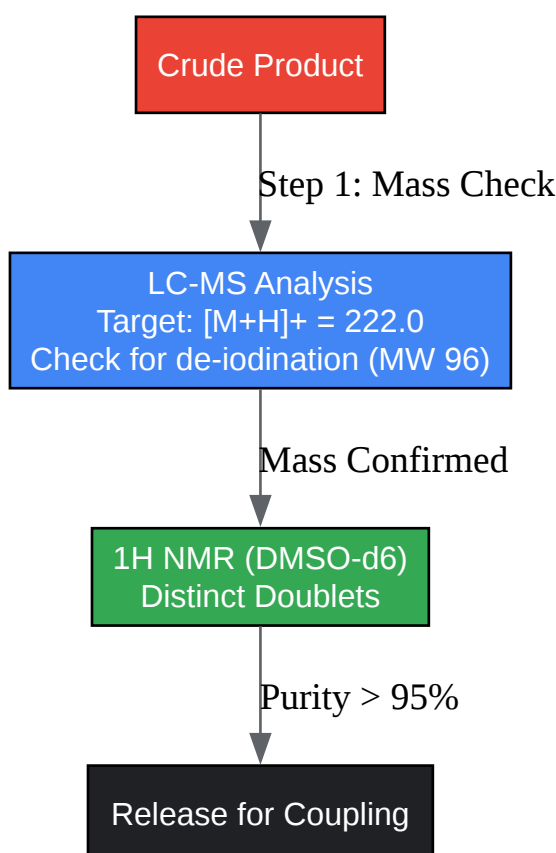 Crude Product
Step 1: Mass Check
LC-MS Analysis
Target: [M+H]+ = 222.0
Check for de-iodination (MW 96)
Mass Confirmed
1H NMR (DMSO-d6)
Distinct Doublets
Purity > 95%
Release for Coupling